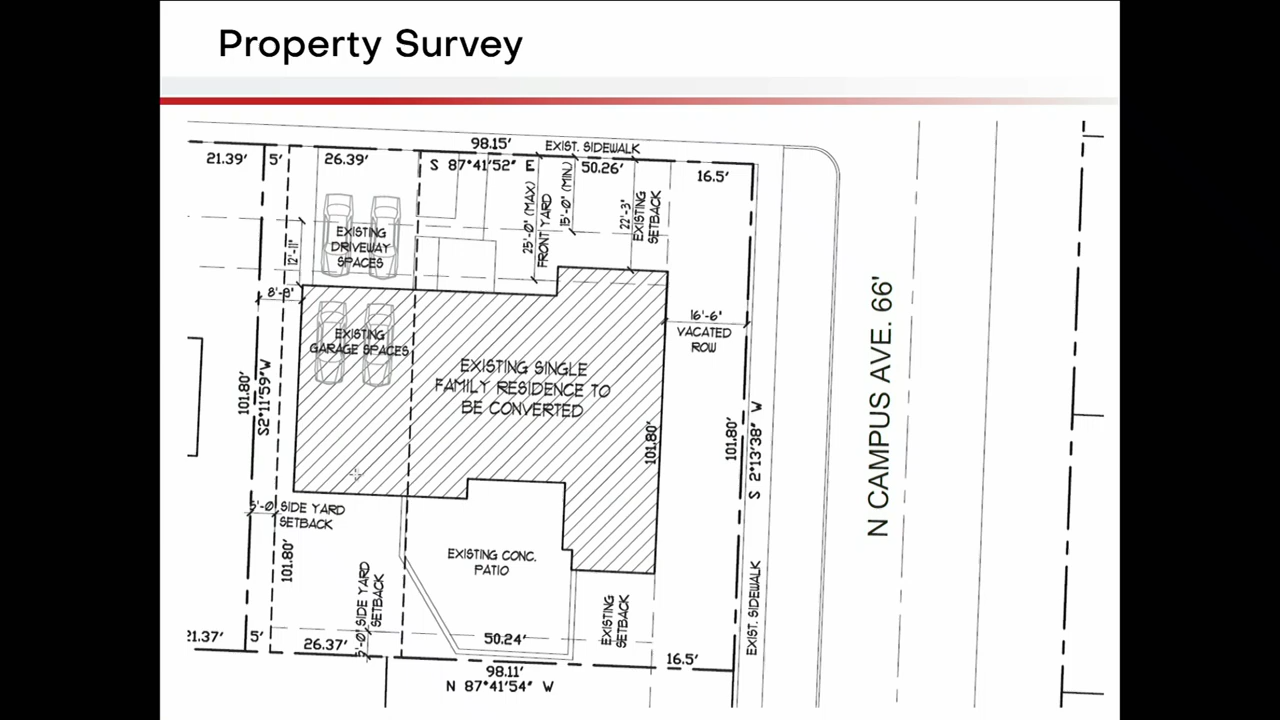 Property Survey
98.15'
EXIST. SIDEWALK
21.39'
5'
26.39'
S 87°41'52" E
50.26'
16.5'
25'-0" (MAX)
FRONT YARD
15'-0" (MIN)
22'-3"
EXISTING
SETBACK
EXISTING
DRIVEWAY
SPACES
12'-11"
8'-8"
EXISTING
GARAGE SPACES
16'-6"
VACATED
ROW
EXISTING SINGLE
FAMILY RESIDENCE TO
BE CONVERTED
101.80'
S2°11'59"W
101.80'
101.80'
S 2°13'38" W
N CAMPUS AVE. 66'
5'-0"
SIDE YARD
SETBACK
101.80'
5'-0" SIDE YARD
SETBACK
EXISTING CONC.
PATIO
EXISTING
SETBACK
EXIST. SIDEWALK
21.37'
5'
26.37'
50.24'
16.5'
98.11'
N 87°41'54" W